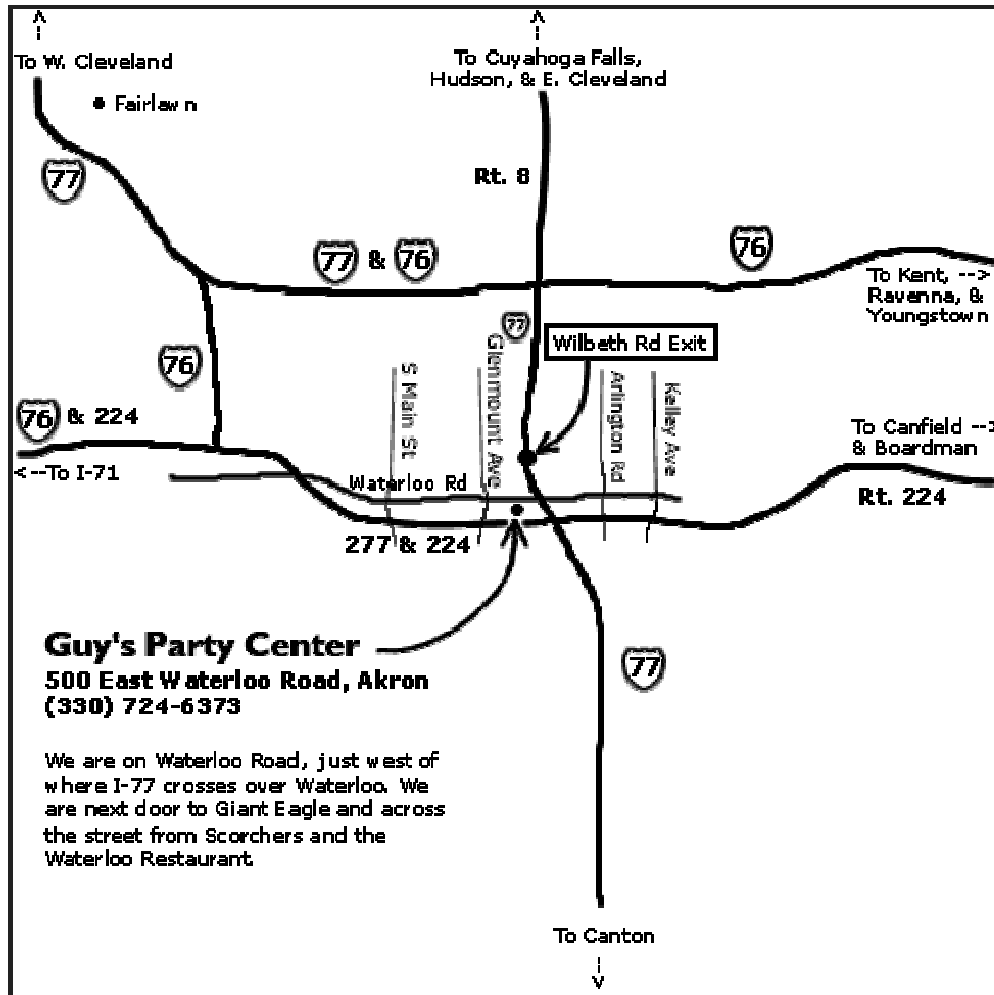 To W. Cleveland
To Cuyahoga Falls,
Hudson, & E. Cleveland
Fairlawn
77
Rt. 8
77 & 76
76
To Kent, -->
Ravenna, &
Youngstown
77
Wilbeth Rd Exit
76
S Main St
Glenmount Ave
Arlington Rd
Kelley Ave
76 & 224
<--To I-71
To Canfield -->
& Boardman
Waterloo Rd
Rt. 224
277 & 224
Guy's Party Center
500 East Waterloo Road, Akron
(330) 724-6373
77
We are on Waterloo Road, just west of
where I-77 crosses over Waterloo. We
are next door to Giant Eagle and across
the street from Scorchers and the
Waterloo Restaurant.
To Canton